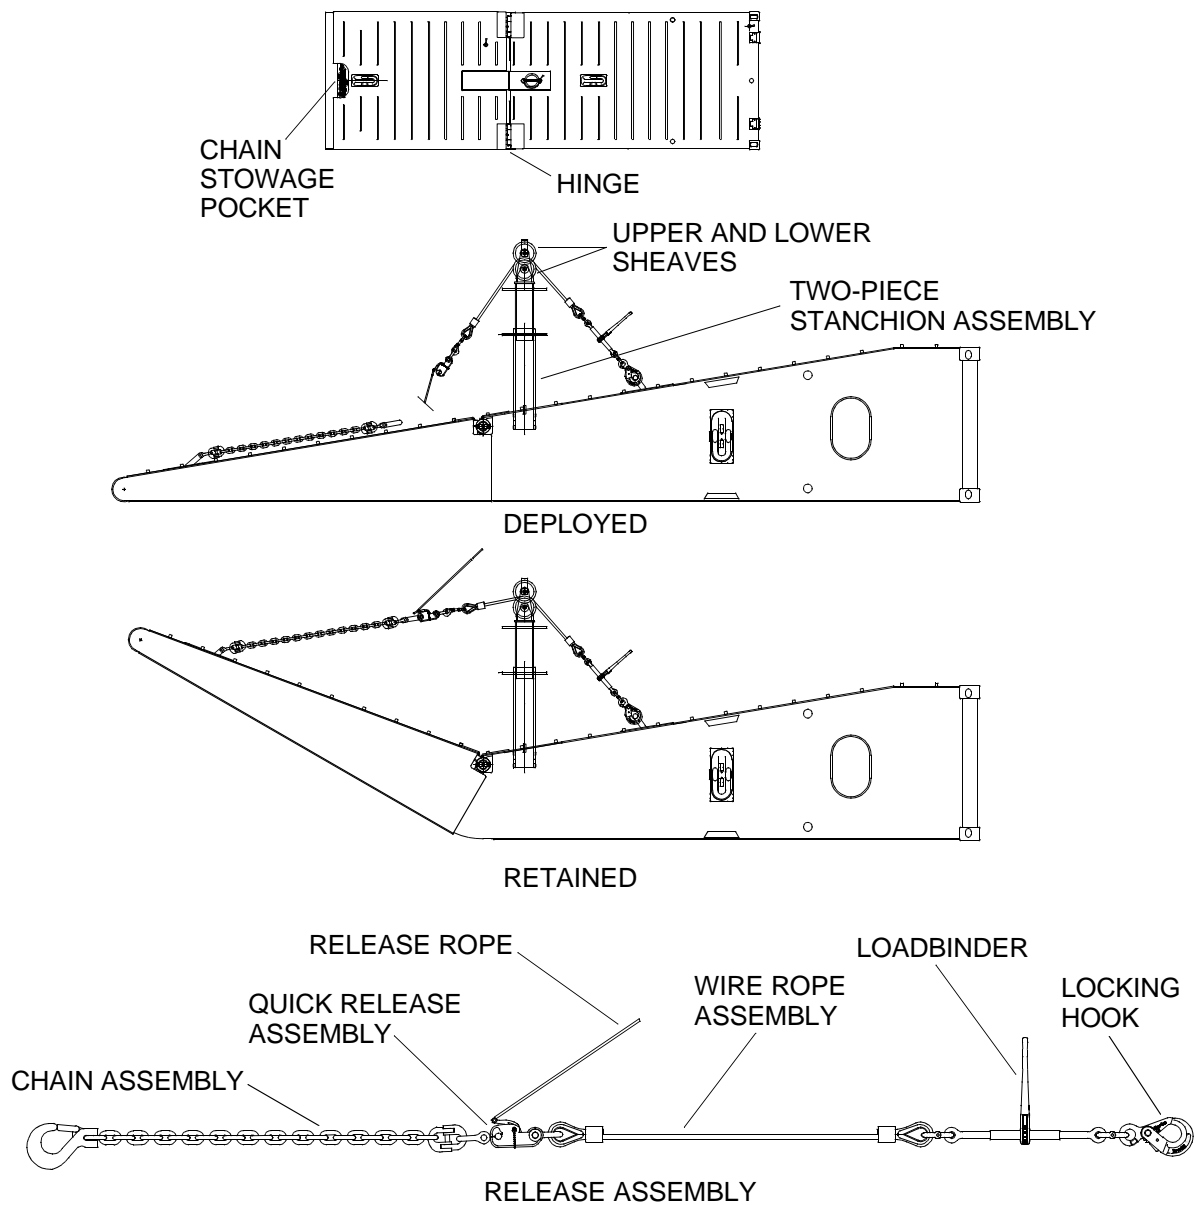 CHAIN
STOWAGE
POCKET
HINGE
UPPER AND LOWER
SHEAVES
TWO-PIECE
STANCHION ASSEMBLY
DEPLOYED
RETAINED
RELEASE ROPE
LOADBINDER
QUICK RELEASE
ASSEMBLY
WIRE ROPE
ASSEMBLY
LOCKING
HOOK
CHAIN ASSEMBLY
RELEASE ASSEMBLY